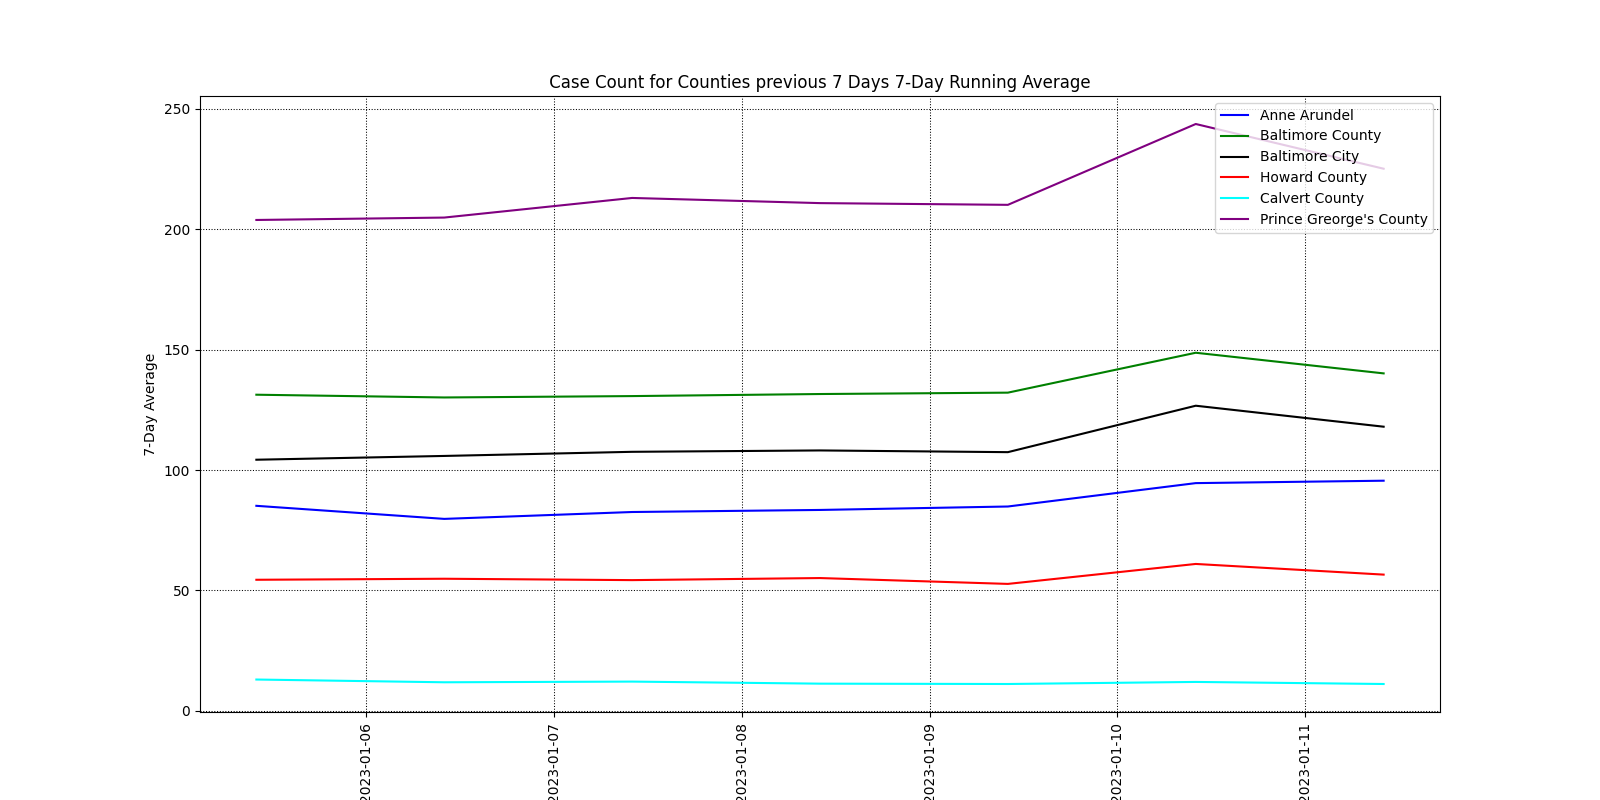 Case Count for Counties previous 7 Days 7-Day Running Average
250
200
150
100
50
0
7-Day Average
Anne Arundel
Baltimore County
Baltimore City
Howard County
Calvert County
Prince Greorge's County
2023-01-06
2023-01-07
2023-01-08
2023-01-09
2023-01-10
2023-01-11